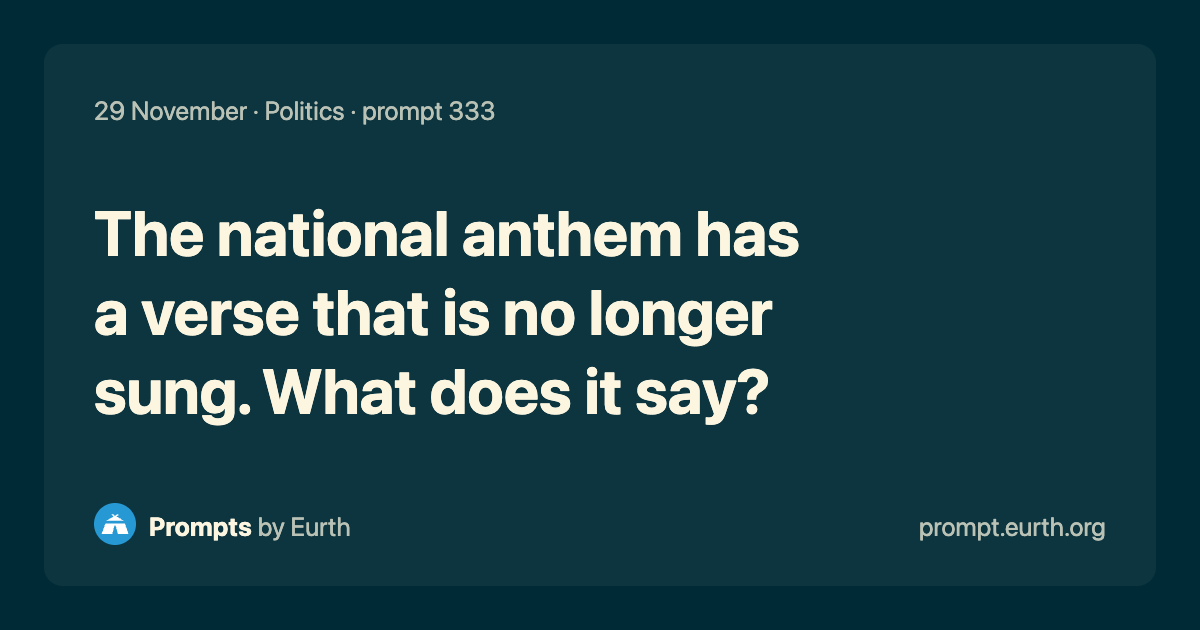 29 November · Politics · prompt 333
The national anthem has
a verse that is no longer
sung. What does it say?
Prompts by Eurth
prompt.eurth.org